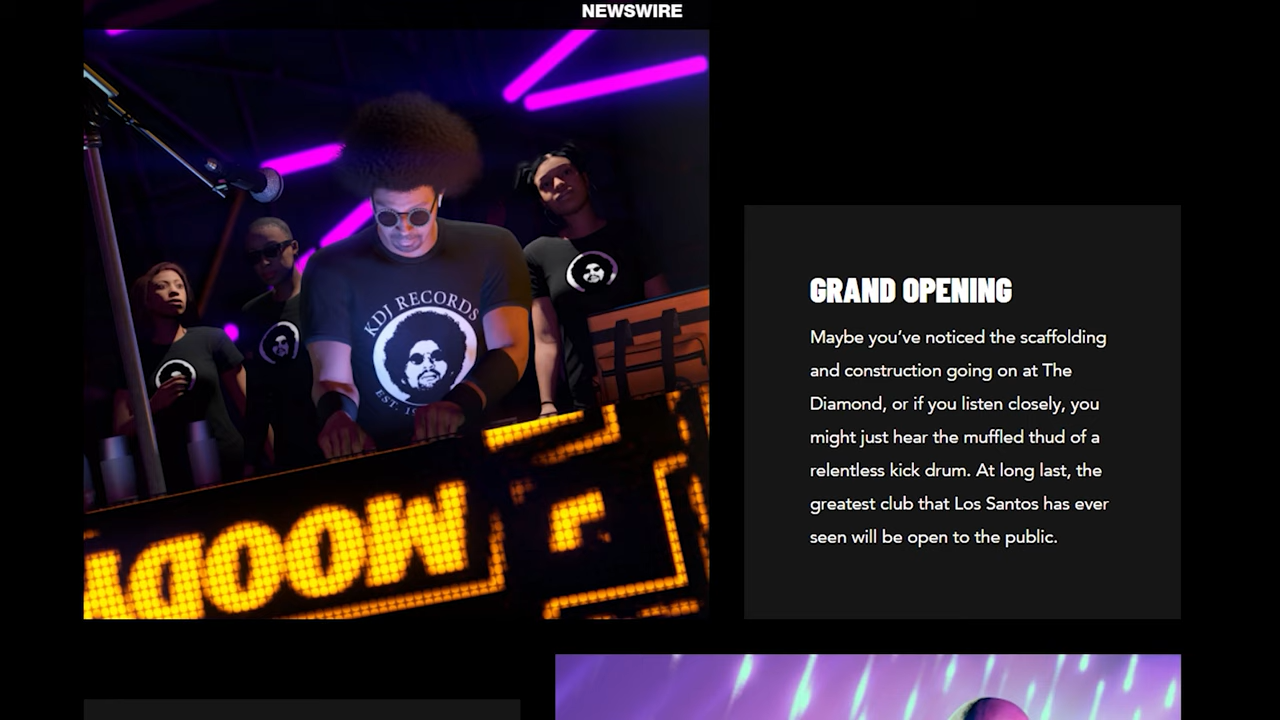 NEWSWIRE
KDJ RECORDS
GRAND OPENING
Maybe you’ve noticed the scaffolding
and construction going on at The
Diamond, or if you listen closely, you
might just hear the muffled thud of a
relentless kick drum. At long last, the
greatest club that Los Santos has ever
seen will be open to the public.